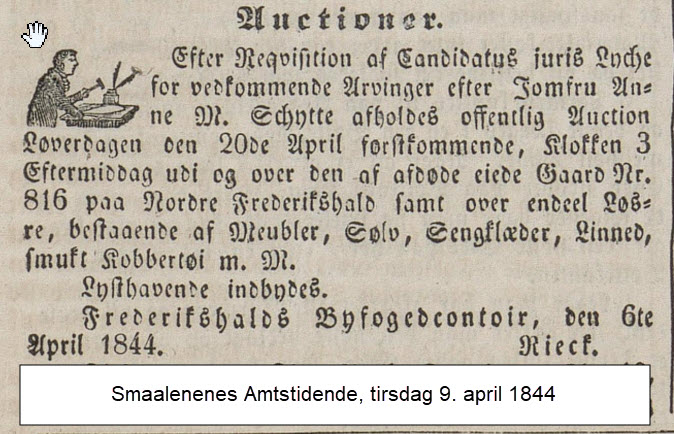 Auctioner.
Efter Reqvisition af Candidatus juris Lyche
for vedkommende Arvinger efter Jomfru An=
ne M. Schytte afholdes offentlig Auction
Løverdagen den 20de April førstkommende, Klokken 3
Eftermiddag udi og over den af afdøde eiede Gaard Nr.
816 paa Nordre Frederikshald samt over endeel Løs=
re, bestaaende af Meubler, Sølv, Sengklæder, Linned,
smukt Kobbertøi m. M.
Lysthavende indbydes.
Frederikshalds Byfogedcontoir, den 6te
April 1844. Rieck.
Smaalenenes Amtstidende, tirsdag 9. april 1844